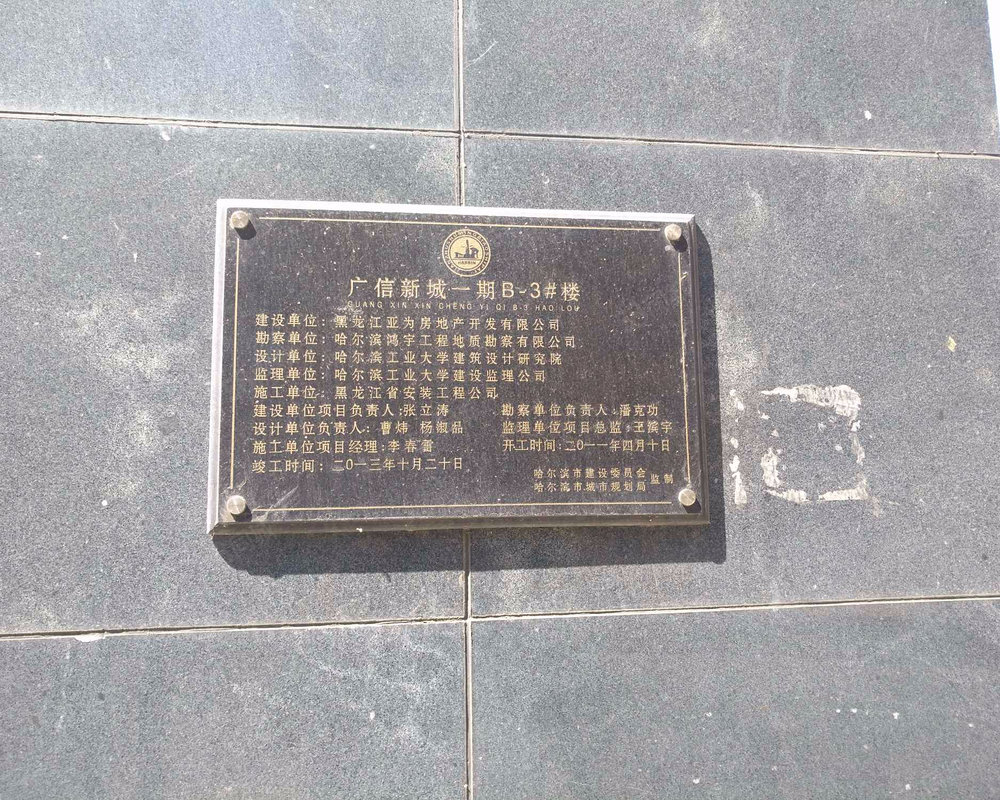 广信新城一期B-3#楼
GUANG XIN XIN CHENG YI QI B-3 HAO LOU
建设单位：黑龙江亚为房地产开发有限公司
勘察单位：哈尔滨鸿宇工程地质勘察有限公司
设计单位：哈尔滨工业大学建筑设计研究院
监理单位：哈尔滨工业大学建设监理公司
施工单位：黑龙江省安装工程公司
建设单位项目负责人:张立涛 勘察单位负责人:潘克功
设计单位负责人：曹炜 杨淑品 监理单位项目总监:王滨宇
施工单位项目经理:李春雷 开工时间:二0一一年四月十日
竣工时间：二0一三年十月二十日
哈尔滨市建设委员会
哈尔滨市城市规划局 监制